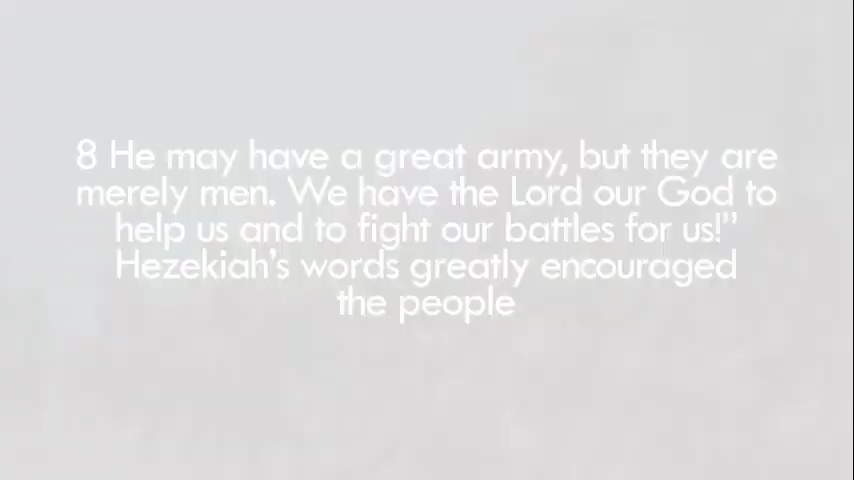 8 He may have a great army, but they are
merely men. We have the Lord our God to
help us and to fight our battles for us!”
Hezekiah’s words greatly encouraged
the people